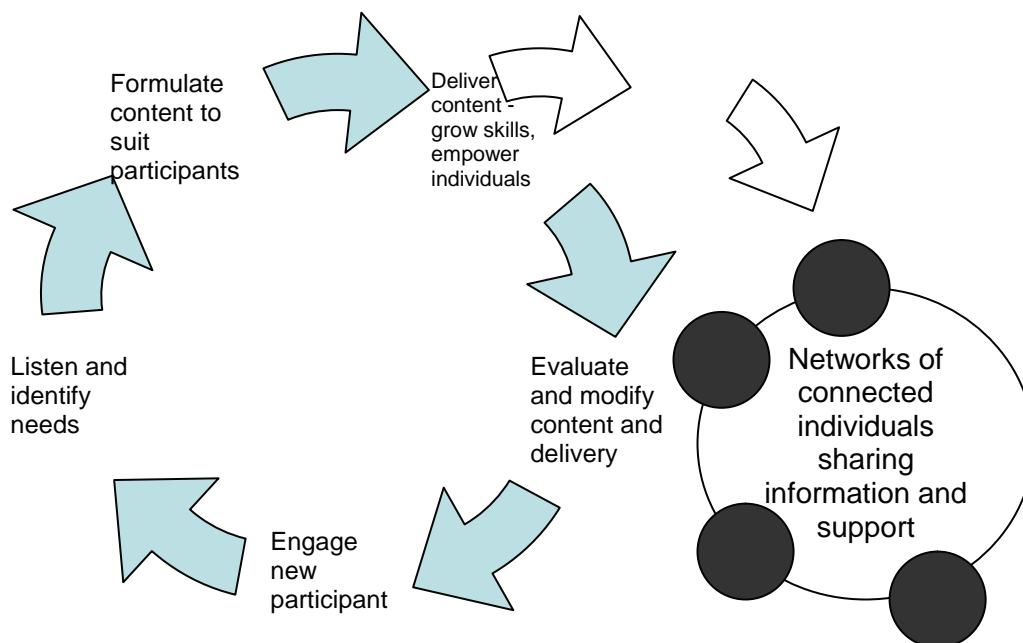 Formulate
content to
suit
participants
Deliver
content -
grow skills,
empower
individuals
Listen and
identify
needs
Evaluate
and modify
content and
delivery
Networks of
connected
individuals
sharing
information and
support
Engage
new
participant